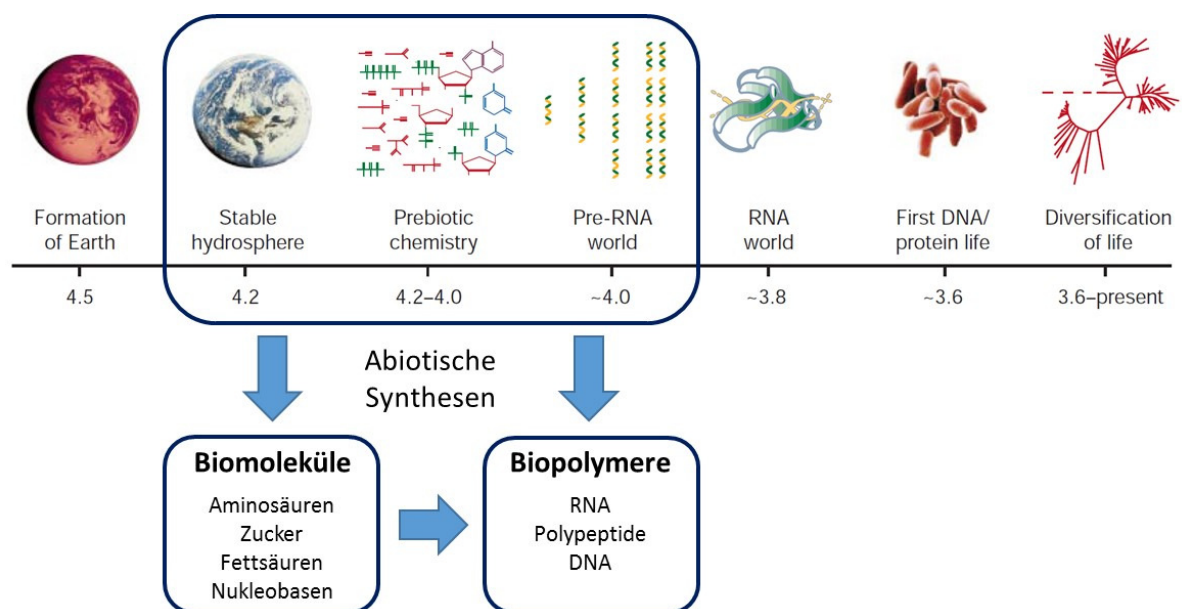 Formation
of Earth
Stable
hydrosphere
Prebiotic
chemistry
Pre-RNA
world
RNA
world
First DNA/
protein life
Diversification
of life
4.5
4.2
4.2–4.0
~4.0
~3.8
~3.6
3.6–present
Abiotische
Synthesen
Biomoleküle
Aminosäuren
Zucker
Fettsäuren
Nukleobasen
Biopolymere
RNA
Polypeptide
DNA